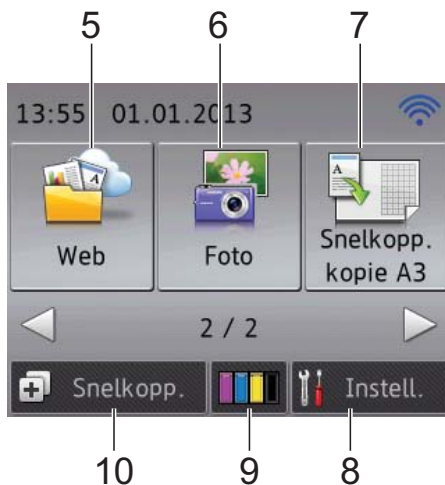 5 6 7
13:55 01.01.2013
Web Foto Snelkopp.
kopie A3
2 / 2
Snelkopp. Instell.
10 9 8